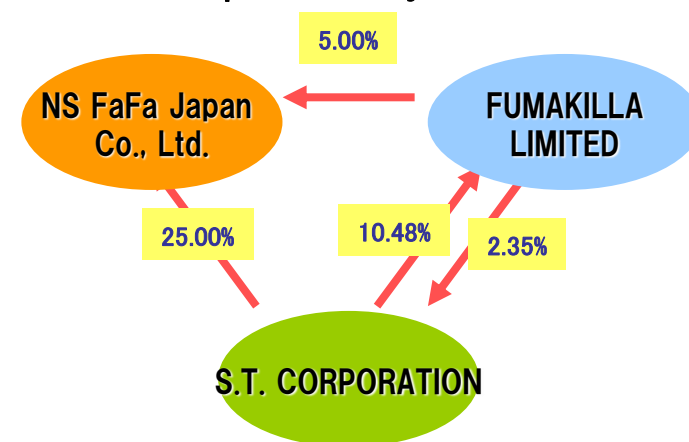 5.00%
NS FaFa Japan
Co., Ltd.
FUMAKILLA
LIMITED
25.00%
10.48%
2.35%
S.T. CORPORATION